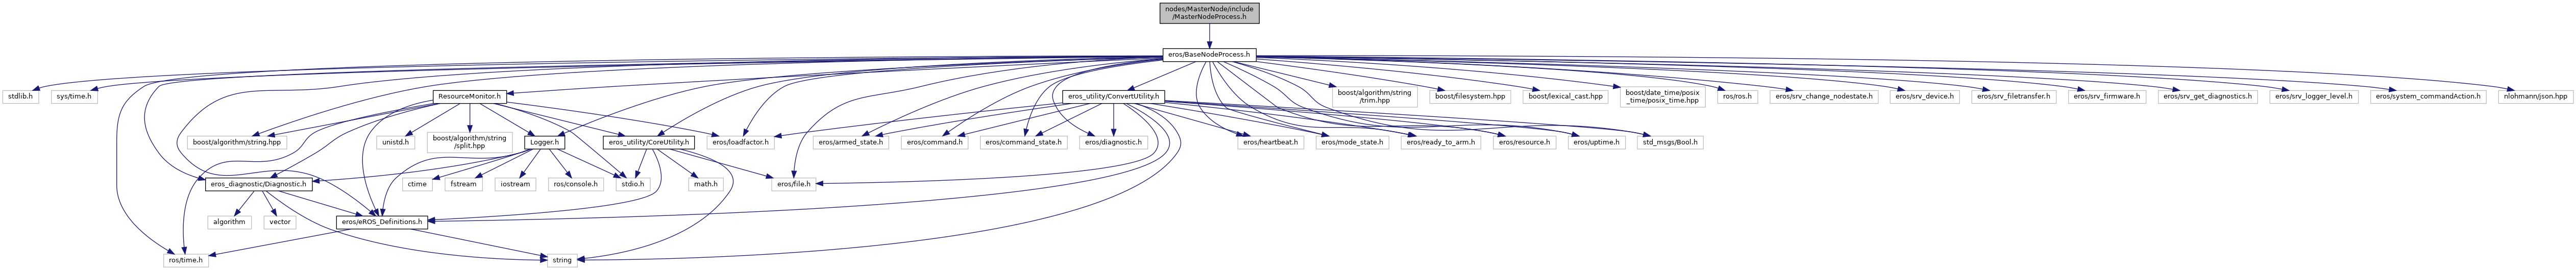 nodes/MasterNode/include
/MasterNodeProcess.h
eros/BaseNodeProcess.h
stdlib.h
sys/time.h
ResourceMonitor.h
eros_utility/ConvertUtility.h
boost/algorithm/string
/trim.hpp
boost/filesystem.hpp
boost/lexical_cast.hpp
boost/date_time/posix
_time/posix_time.hpp
ros/ros.h
eros/srv_change_nodestate.h
eros/srv_device.h
eros/srv_filetransfer.h
eros/srv_firmware.h
eros/srv_get_diagnostics.h
eros/srv_logger_level.h
eros/system_commandAction.h
nlohmann/json.hpp
boost/algorithm/string.hpp
unistd.h
boost/algorithm/string
/split.hpp
Logger.h
eros_utility/CoreUtility.h
eros/loadfactor.h
eros/armed_state.h
eros/command.h
eros/command_state.h
eros/diagnostic.h
eros/heartbeat.h
eros/mode_state.h
eros/ready_to_arm.h
eros/resource.h
eros/uptime.h
std_msgs/Bool.h
eros_diagnostic/Diagnostic.h
ctime
fstream
iostream
ros/console.h
stdio.h
math.h
eros/file.h
algorithm
vector
eros/eROS_Definitions.h
ros/time.h
string